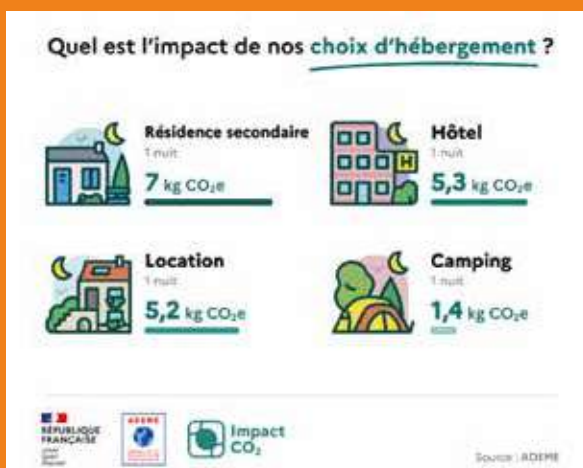 Quel est l'impact de nos choix d'hébergement ?
Résidence secondaire
1 nuit
7 kg CO₂e
Hôtel
1 nuit
H
5,3 kg CO₂e
Location
1 nuit
5,2 kg CO₂e
Camping
1 nuit
1,4 kg CO₂e
RÉPUBLIQUE
FRANÇAISE
ADEME
Impact
CO₂
Source : ADEME